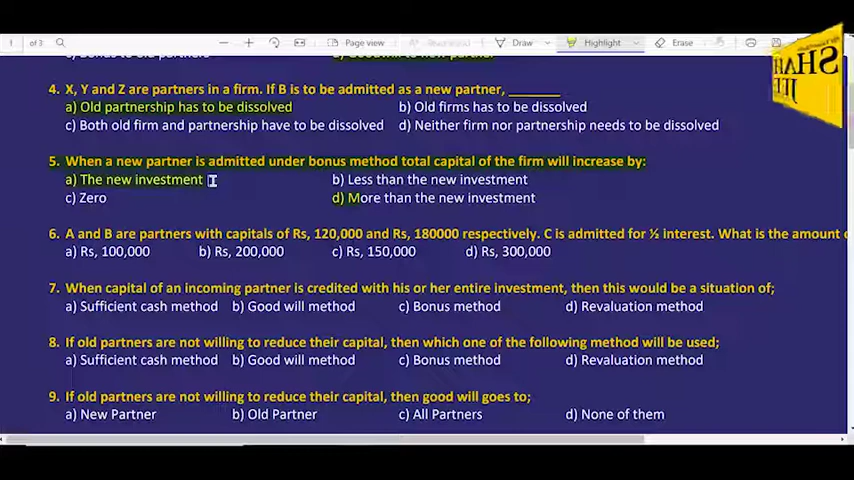 1 of 3 Page view Draw Highlight Erase
4. X, Y and Z are partners in a firm. If B is to be admitted as a new partner, _______
a) Old partnership has to be dissolved b) Old firms has to be dissolved
c) Both old firm and partnership have to be dissolved d) Neither firm nor partnership needs to be dissolved
5. When a new partner is admitted under bonus method total capital of the firm will increase by:
a) The new investment b) Less than the new investment
c) Zero d) More than the new investment
6. A and B are partners with capitals of Rs, 120,000 and Rs, 180000 respectively. C is admitted for ½ interest. What is the amount
a) Rs, 100,000 b) Rs, 200,000 c) Rs, 150,000 d) Rs, 300,000
7. When capital of an incoming partner is credited with his or her entire investment, then this would be a situation of;
a) Sufficient cash method b) Good will method c) Bonus method d) Revaluation method
8. If old partners are not willing to reduce their capital, then which one of the following method will be used;
a) Sufficient cash method b) Good will method c) Bonus method d) Revaluation method
9. If old partners are not willing to reduce their capital, then good will goes to;
a) New Partner b) Old Partner c) All Partners d) None of them